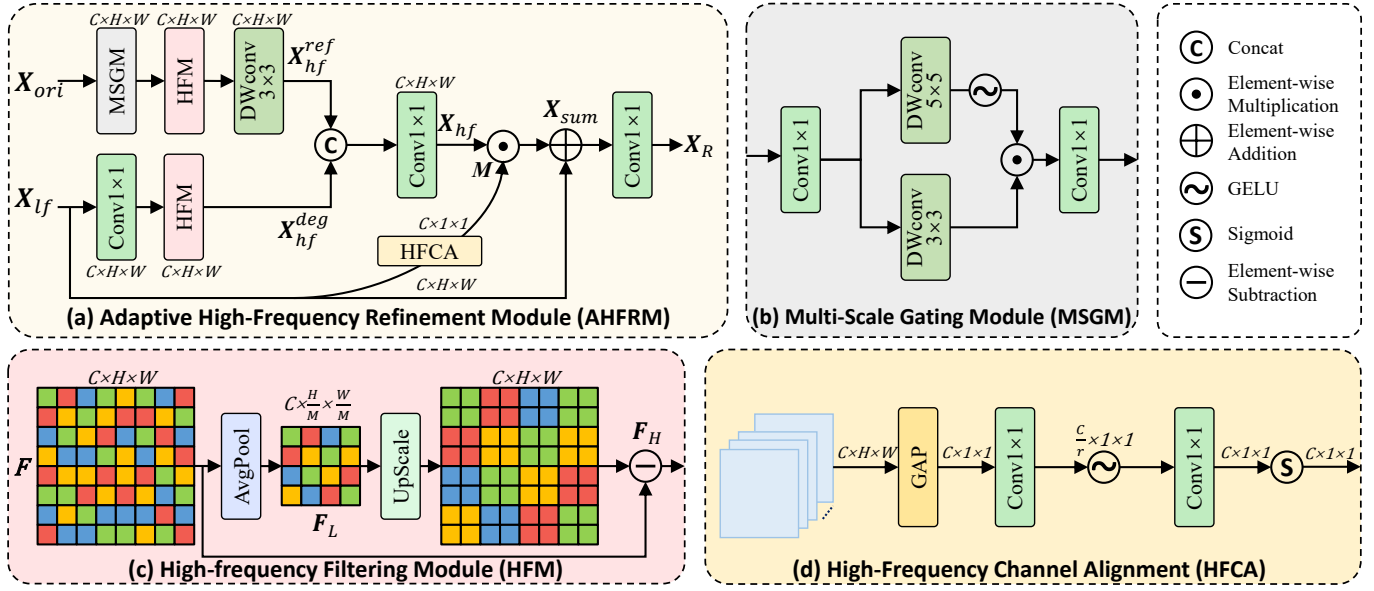 C×H×W C×H×W C×H×W
X_ori
MSGM
HFM
DWconv
3×3
X_hf^ref
X_lf
Conv1×1
HFM
C×H×W C×H×W
X_hf^deg
C
C×H×W
Conv1×1
X_hf
M
C×1×1
HFCA
C×H×W
X_sum
Conv1×1
X_R
(a) Adaptive High-Frequency Refinement Module (AHFRM)
Conv1×1
DWconv
5×5
DWconv
3×3
Conv1×1
(b) Multi-Scale Gating Module (MSGM)
C Concat
Element-wise
Multiplication
Element-wise
Addition
GELU
S Sigmoid
Element-wise
Subtraction
C×H×W
F
AvgPool
C×H/M×W/M
F_L
UpScale
C×H×W
F_H
(c) High-frequency Filtering Module (HFM)
C×H×W
GAP
C×1×1
Conv1×1
C/r×1×1
Conv1×1
C×1×1
S
C×1×1
(d) High-Frequency Channel Alignment (HFCA)